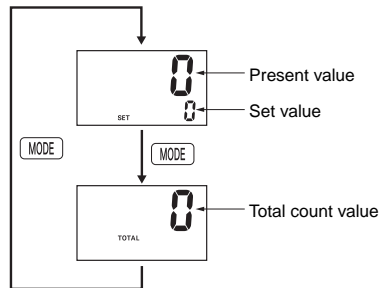 0
Present value
0
Set value
SET
MODE
MODE
0
Total count value
TOTAL